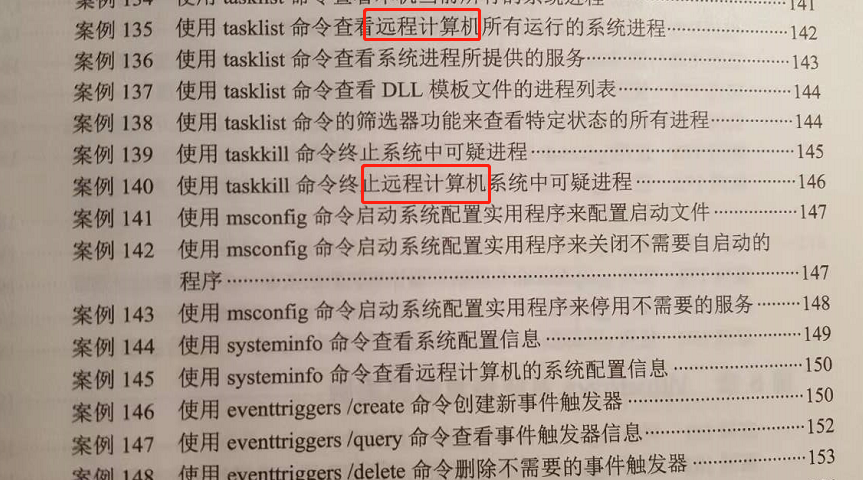 案例 134 使用 tasklist 命令查看本机当前所有的系统进程 141
案例 135 使用 tasklist 命令查看远程计算机所有运行的系统进程 142
案例 136 使用 tasklist 命令查看系统进程所提供的服务 143
案例 137 使用 tasklist 命令查看 DLL 模板文件的进程列表 144
案例 138 使用 tasklist 命令的筛选器功能来查看特定状态的所有进程 144
案例 139 使用 taskkill 命令终止系统中可疑进程 145
案例 140 使用 taskkill 命令终止远程计算机系统中可疑进程 146
案例 141 使用 msconfig 命令启动系统配置实用程序来配置启动文件 147
案例 142 使用 msconfig 命令启动系统配置实用程序来关闭不需要自启动的
程序 147
案例 143 使用 msconfig 命令启动系统配置实用程序来停用不需要的服务 148
案例 144 使用 systeminfo 命令查看系统配置信息 149
案例 145 使用 systeminfo 命令查看远程计算机的系统配置信息 150
案例 146 使用 eventtriggers /create 命令创建新事件触发器 150
案例 147 使用 eventtriggers /query 命令查看事件触发器信息 152
案例 148 使用 eventtriggers /delete 命令删除不需要的事件触发器 153